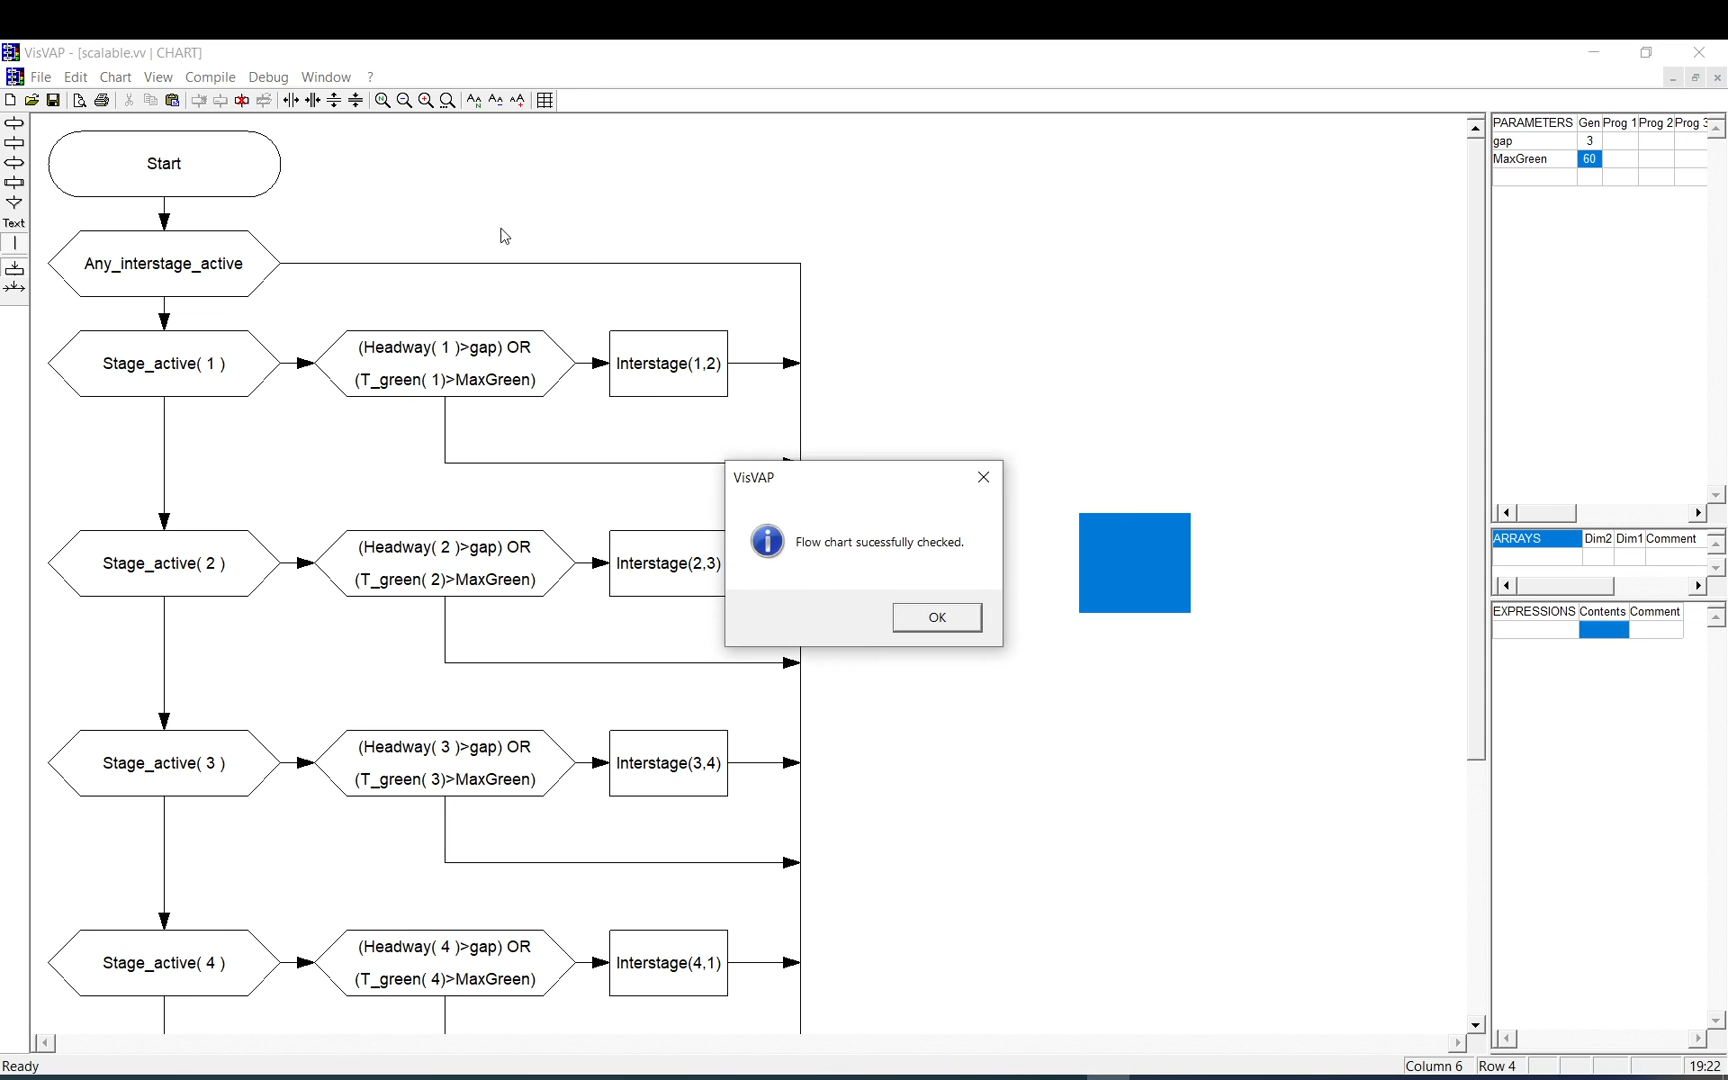 VisVAP - [scalable.vv | CHART]
File Edit Chart View Compile Debug Window ?
Text
Start
Any_interstage_active
Stage_active( 1 )
(Headway( 1 )>gap) OR
(T_green( 1)>MaxGreen)
Interstage(1,2)
Stage_active( 2 )
(Headway( 2 )>gap) OR
(T_green( 2)>MaxGreen)
Interstage(2,3)
Stage_active( 3 )
(Headway( 3 )>gap) OR
(T_green( 3)>MaxGreen)
Interstage(3,4)
Stage_active( 4 )
(Headway( 4 )>gap) OR
(T_green( 4)>MaxGreen)
Interstage(4,1)
VisVAP
Flow chart sucessfully checked.
OK
PARAMETERS Gen Prog 1 Prog 2 Prog 3
gap 3
MaxGreen 60
ARRAYS Dim2 Dim1 Comment
EXPRESSIONS Contents Comment
Ready
Column 6 Row 4 19:22